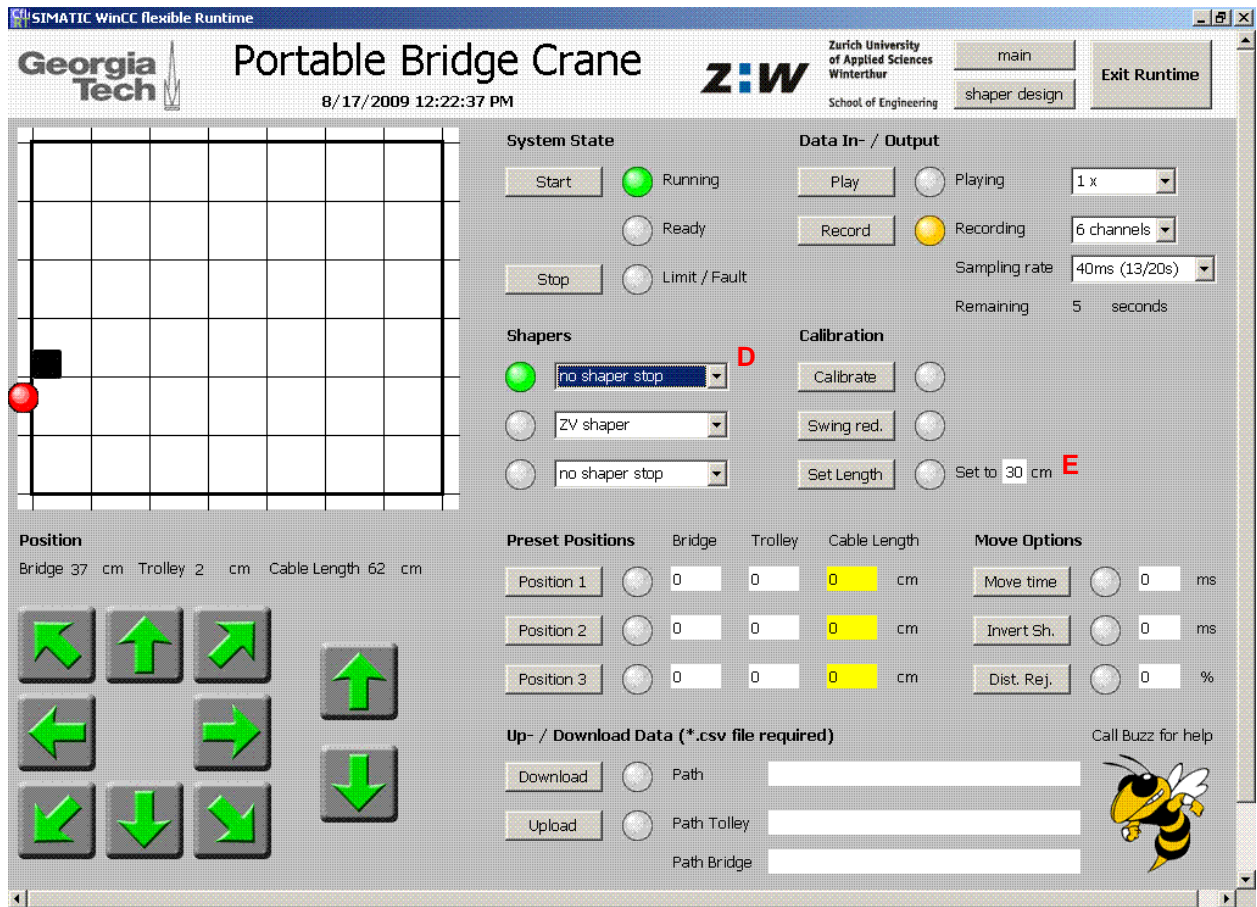 SIMATIC WinCC flexible Runtime
Georgia
Tech
Portable Bridge Crane
8/17/2009 12:22:37 PM
Zurich University
of Applied Sciences
Winterthur
School of Engineering
main
shaper design
Exit Runtime
System State
Start
Running
Ready
Stop
Limit / Fault
Data In- / Output
Play
Playing
1 x
Record
Recording
6 channels
Sampling rate
40ms (13/20s)
Remaining 5 seconds
Shapers
no shaper stop
D
ZV shaper
no shaper stop
Calibration
Calibrate
Swing red.
Set Length
Set to 30 cm
E
Position
Bridge 37 cm Trolley 2 cm Cable Length 62 cm
Preset Positions Bridge Trolley Cable Length
Position 1 0 0 0 cm
Position 2 0 0 0 cm
Position 3 0 0 0 cm
Move Options
Move time 0 ms
Invert Sh. 0 ms
Dist. Rej. 0 %
Up- / Download Data (*.csv file required)
Download Path
Upload Path Tolley
Path Bridge
Call Buzz for help